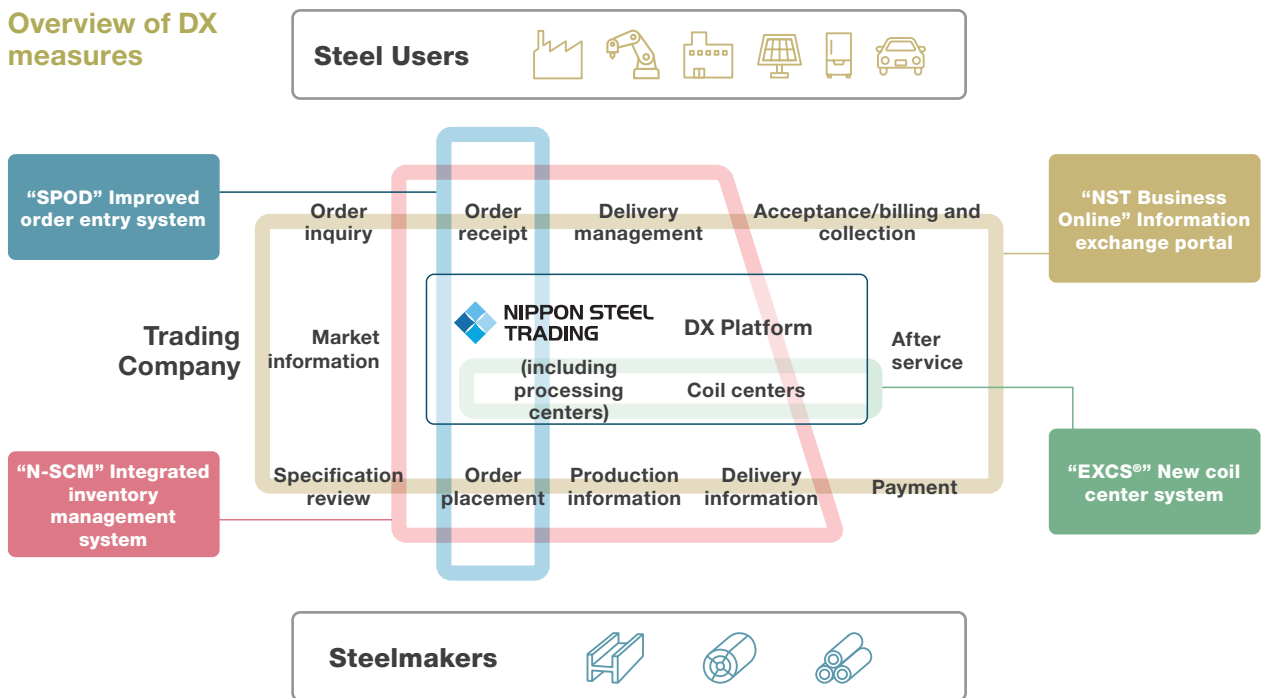 Overview of DX
measures
Steel Users
“SPOD” Improved
order entry system
“NST Business
Online” Information
exchange portal
Order
inquiry
Order
receipt
Delivery
management
Acceptance/billing and
collection
Trading
Company
Market
information
NIPPON STEEL
TRADING
(including
processing
centers)
DX Platform
Coil centers
After
service
“N-SCM” Integrated
inventory
management
system
Specification
review
Order
placement
Production
information
Delivery
information
Payment
“EXCS®” New coil
center system
Steelmakers